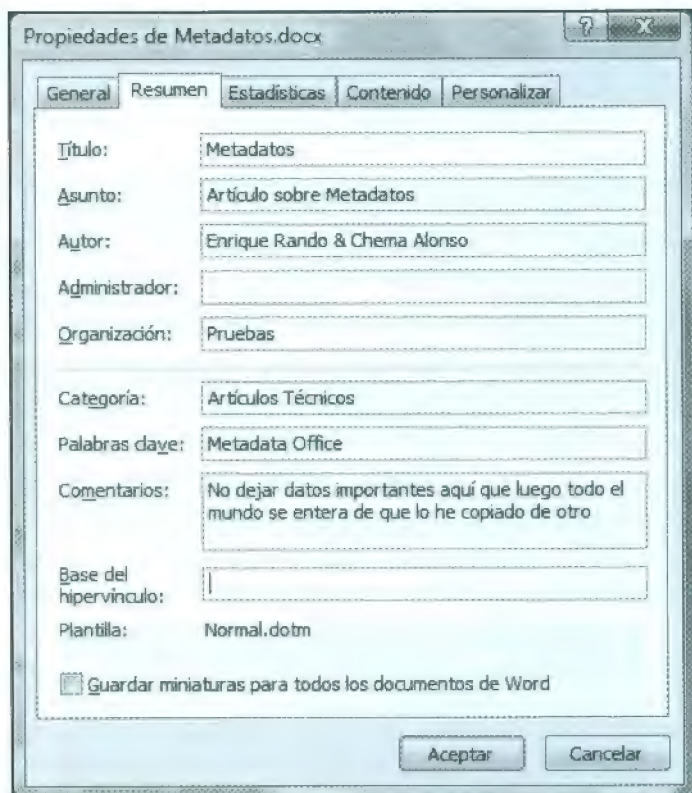 Propiedades de Metadatos.docx
?
X
General Resumen Estadísticas Contenido Personalizar
Título: Metadatos
Asunto: Artículo sobre Metadatos
Autor: Enrique Rando & Chema Alonso
Administrador:
Organización: Pruebas
Categoría: Artículos Técnicos
Palabras clave: Metadata Office
Comentarios: No dejar datos importantes aquí que luego todo el
mundo se entera de que lo he copiado de otro
Base del
hipervínculo:
Plantilla: Normal.dotm
Guardar miniaturas para todos los documentos de Word
Aceptar Cancelar